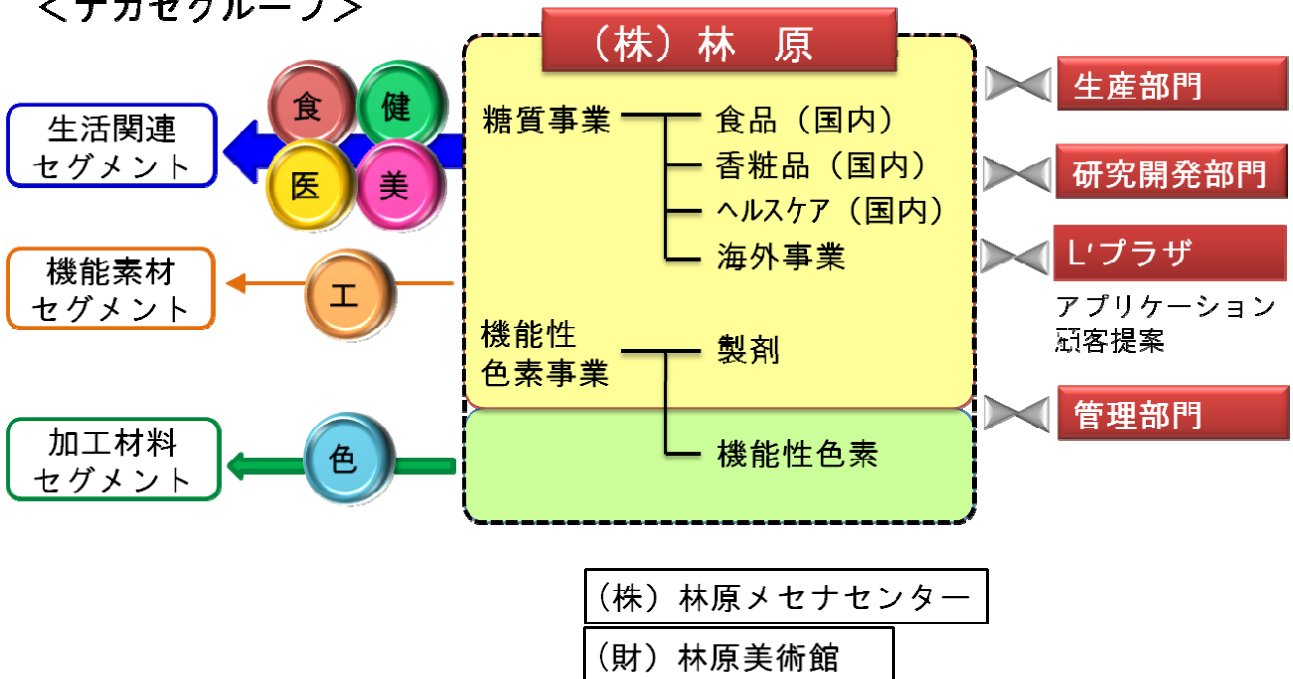 (株)林 原
生活関連
セグメント
食
健
医
美
機能素材
セグメント
工
加工材料
セグメント
色
糖質事業
食品(国内)
香粧品(国内)
ヘルスケア(国内)
海外事業
機能性
色素事業
製剤
機能性色素
生産部門
研究開発部門
L'プラザ
アプリケーション
顧客提案
管理部門
(株)林原メセナセンター
(財)林原美術館